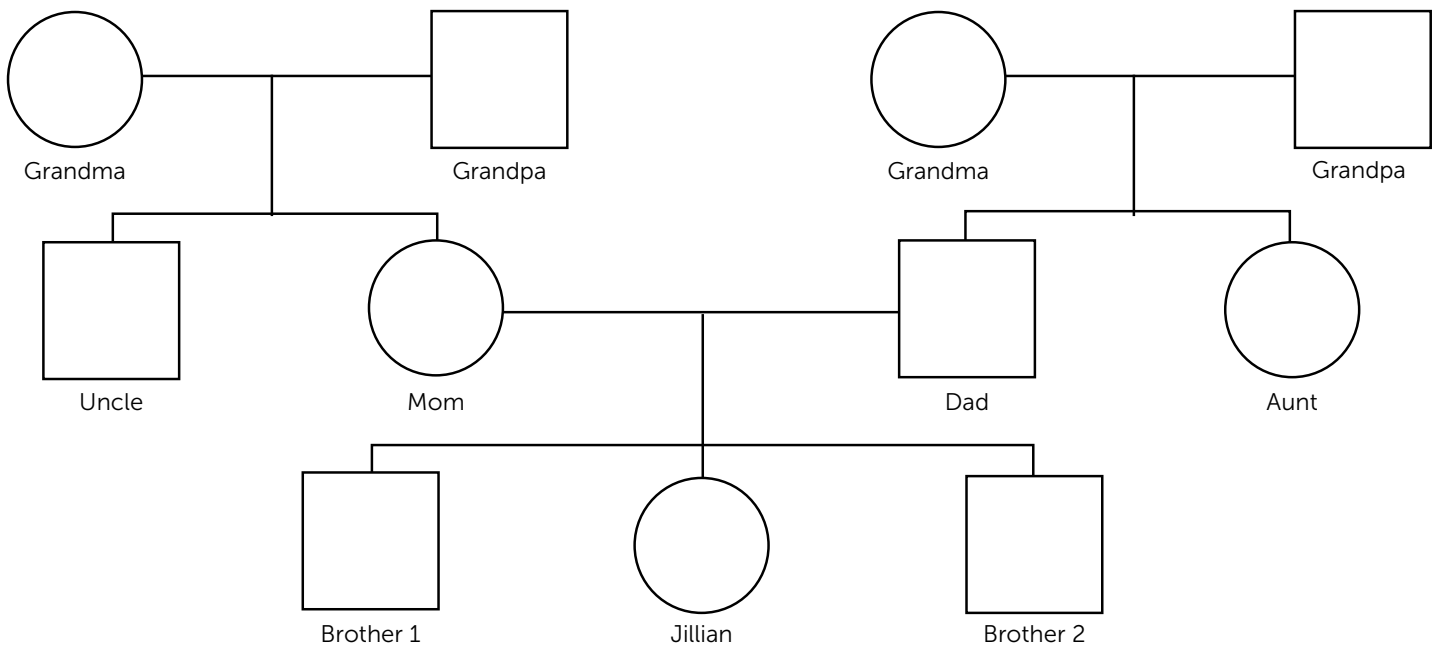 Grandma
Grandpa
Grandma
Grandpa
Uncle
Mom
Dad
Aunt
Brother 1
Jillian
Brother 2